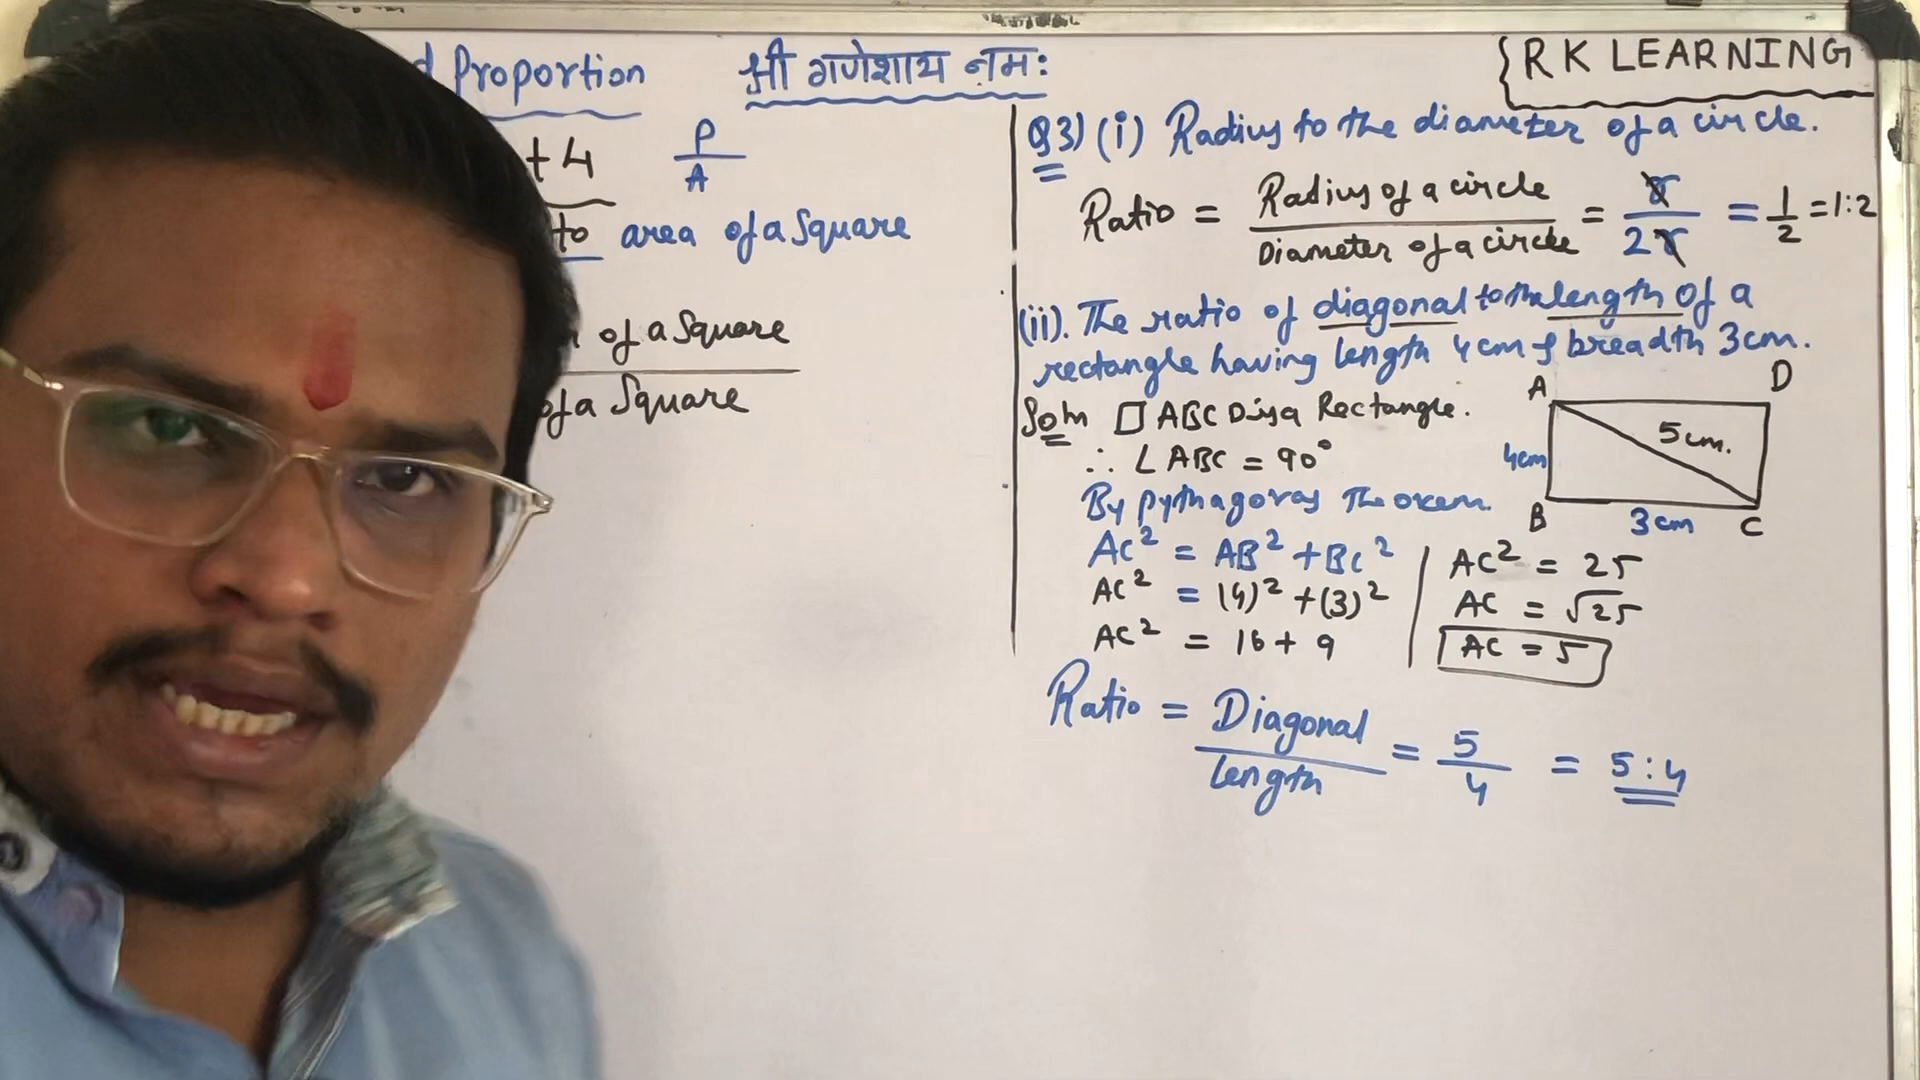 d Proportion
श्री गणेशाय नमः
{RK LEARNING
+4
P/A
to area of a Square
of a Square
of a Square
Q3) (i) Radius to the diameter of a circle.
Ratio = Radius of a circle / Diameter of a circle = r / 2r = 1/2 = 1:2
(ii). The ratio of diagonal to the length of a
rectangle having length 4cm & breadth 3cm.
Soln □ ABCD is a Rectangle.
∴ ∠ABC = 90°
By pythagoras Theorem.
AC² = AB² + BC²
AC² = (4)² + (3)²
AC² = 16 + 9
A
D
5cm.
4cm
B
3cm
C
AC² = 25
AC = √25
AC = 5
Ratio = Diagonal / length = 5/4 = 5:4